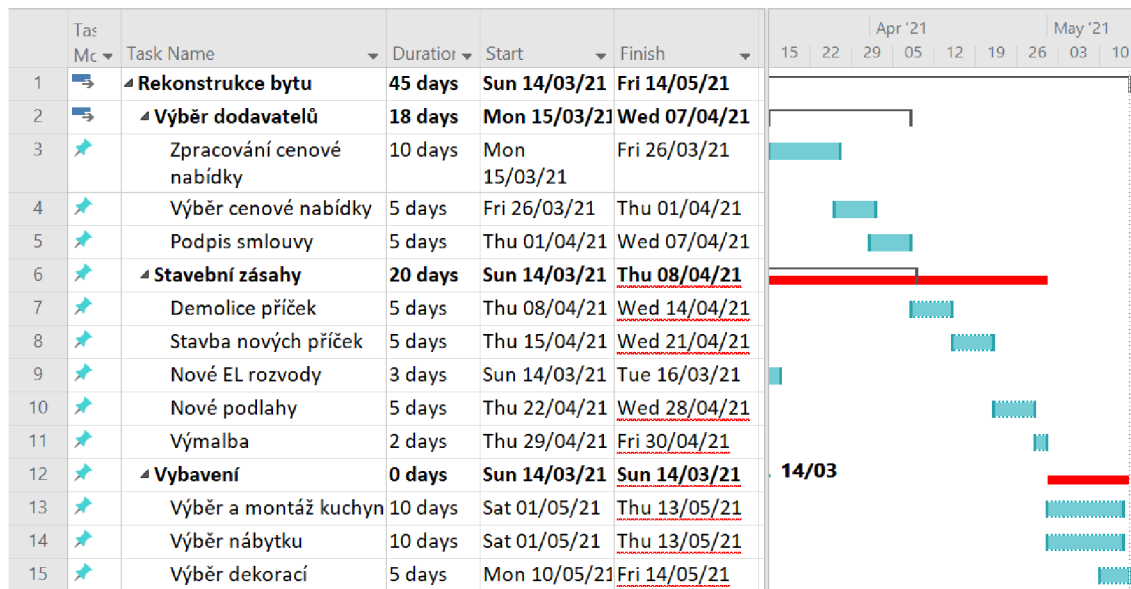 Apr '21 May '21
Tas
Mc Task Name Duration Start Finish 15 22 29 05 12 19 26 03 10
1 Rekonstrukce bytu 45 days Sun 14/03/21 Fri 14/05/21
2 Výběr dodavatelů 18 days Mon 15/03/21 Wed 07/04/21
3 Zpracování cenové 10 days Mon Fri 26/03/21
nabídky 15/03/21
4 Výběr cenové nabídky 5 days Fri 26/03/21 Thu 01/04/21
5 Podpis smlouvy 5 days Thu 01/04/21 Wed 07/04/21
6 Stavební zásahy 20 days Sun 14/03/21 Thu 08/04/21
7 Demolice příček 5 days Thu 08/04/21 Wed 14/04/21
8 Stavba nových příček 5 days Thu 15/04/21 Wed 21/04/21
9 Nové EL rozvody 3 days Sun 14/03/21 Tue 16/03/21
10 Nové podlahy 5 days Thu 22/04/21 Wed 28/04/21
11 Výmalba 2 days Thu 29/04/21 Fri 30/04/21
12 Vybavení 0 days Sun 14/03/21 Sun 14/03/21 14/03
13 Výběr a montáž kuchyn 10 days Sat 01/05/21 Thu 13/05/21
14 Výběr nábytku 10 days Sat 01/05/21 Thu 13/05/21
15 Výběr dekorací 5 days Mon 10/05/21 Fri 14/05/21